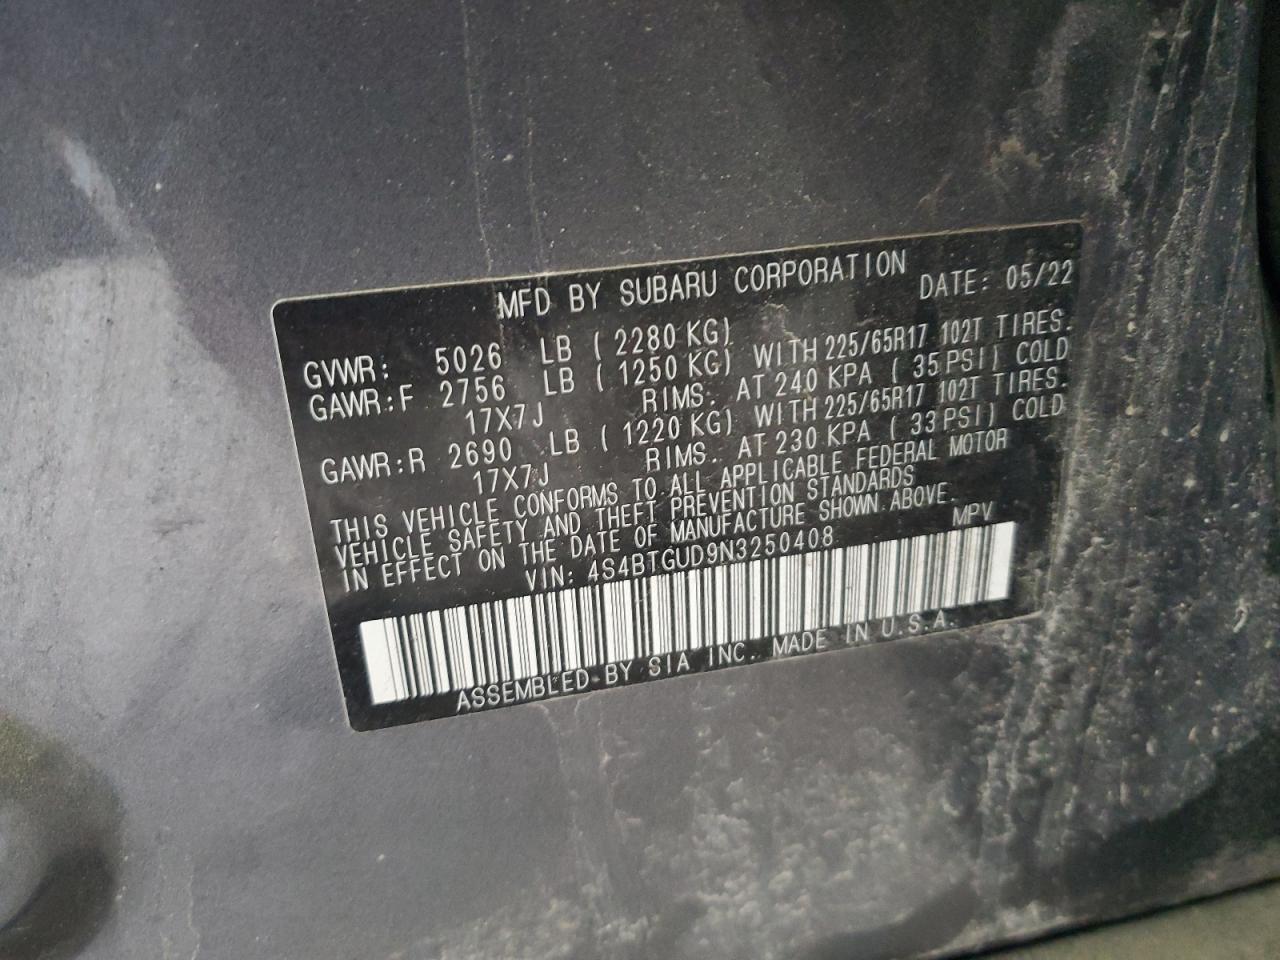 MFD BY SUBARU CORPORATION DATE: 05/22
GVWR: 5026 LB ( 2280 KG)
GAWR:F 2756 LB ( 1250 KG) WITH 225/65R17 102T TIRES.
17X7J RIMS. AT 240 KPA ( 35 PSI) COLD
GAWR:R 2690 LB ( 1220 KG) WITH 225/65R17 102T TIRES.
17X7J RIMS. AT 230 KPA ( 33 PSI) COLD
THIS VEHICLE CONFORMS TO ALL APPLICABLE FEDERAL MOTOR
VEHICLE SAFETY AND THEFT PREVENTION STANDARDS
IN EFFECT ON THE DATE OF MANUFACTURE SHOWN ABOVE.
VIN: 4S4BTGUD9N3250408 MPV
ASSEMBLED BY SIA INC. MADE IN U.S.A.